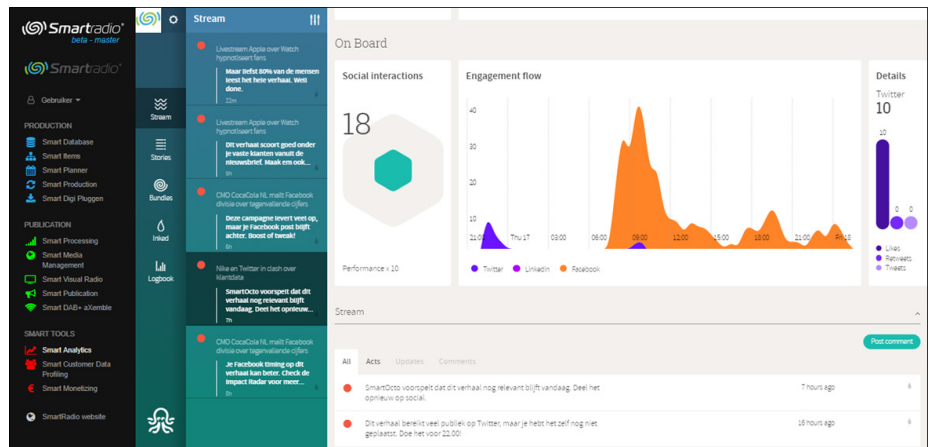 Smartradio
beta - master
Smartradio
Gebruiker
PRODUCTION
Smart Database
Smart Items
Smart Planner
Smart Production
Smart Digi Pluggen
PUBLICATION
Smart Processing
Smart Media
Management
Smart Visual Radio
Smart Publication
Smart DAB+ aXemble
SMART TOOLS
Smart Analytics
Smart Customer Data
Profiling
Smart Monetizing
SmartRadio website
Stream
Stories
Bundles
Inked
Logbook
Stream
Livestream Apple over Watch
hypnotiseert fans
Maar liefst 80% van de mensen
leest het hele verhaal. Well
done.
22m
Livestream Apple over Watch
hypnotiseert fans
Dit verhaal scoort goed onder
je vaste klanten vanuit de
nieuwsbrief. Maak em ook...
CMO CocaCola NL mailt Facebook
divisie over tegenvallende cijfers
Deze campagne levert veel op,
maar je Facebook post blijft
achter. Boost of tweak!
6h
Nike en Twitter in clash over
klantdata
SmartOcto voorspelt dat dit
verhaal nog relevant blijft
vandaag. Deel het opnieuw...
7h
CMO CocaCola NL mailt Facebook
divisie over tegenvallende cijfers
Je Facebook timing op dit
verhaal kan beter. Check de
Impact Radar voor meer...
On Board
Social interactions
18
Performance x 10
Engagement flow
40
30
20
10
21:00 Thu 17 03:00 06:00 09:00 12:00 15:00 18:00 21:00 Fri 18
Twitter LinkedIn Facebook
Details
Twitter
10
10
0 0
Likes
Retweets
Tweets
Stream
Post comment
All Acts Updates Comments
SmartOcto voorspelt dat dit verhaal nog relevant blijft vandaag. Deel het
opnieuw op social.
7 hours ago
Dit verhaal bereikt veel publiek op Twitter, maar je hebt het zelf nog niet
geplaatst. Doe het voor 22.00!
16 hours ago